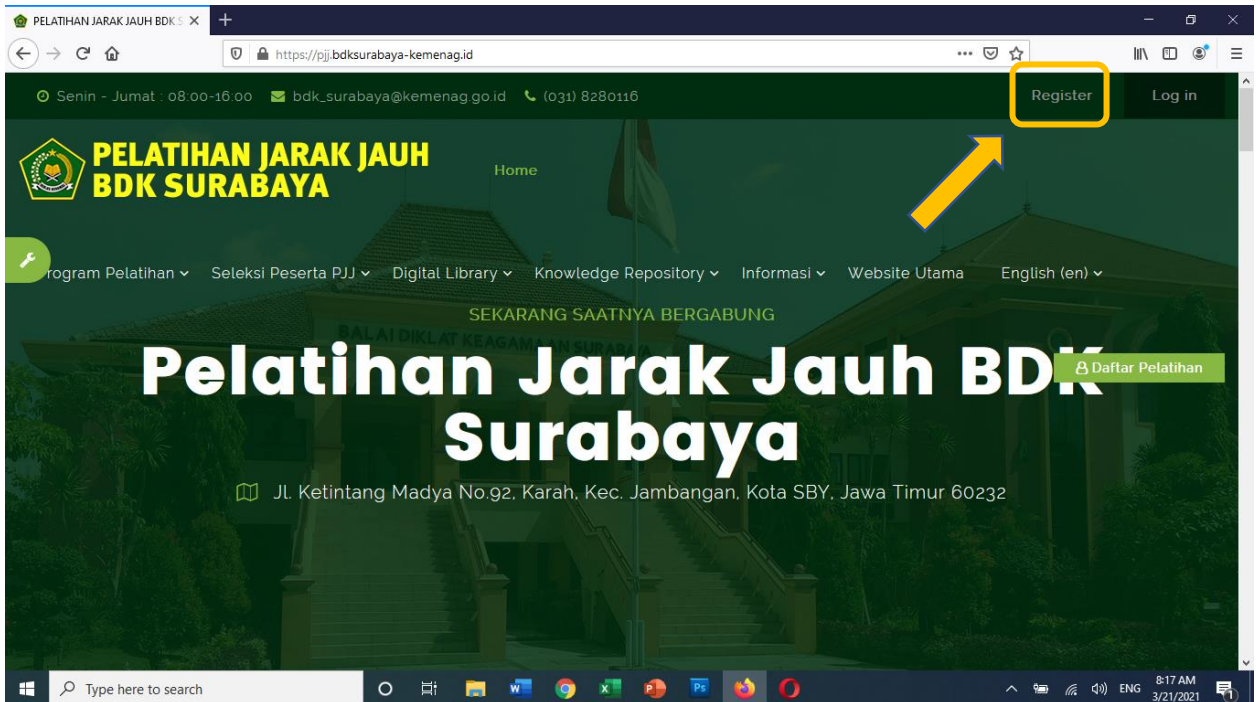 PELATIHAN JARAK JAUH BDK S
https://pjj.bdksurabaya-kemenag.id
Senin - Jumat : 08:00-16:00 bdk_surabaya@kemenag.go.id (031) 8280116 Register Log in
PELATIHAN JARAK JAUH
BDK SURABAYA
Home
rogram Pelatihan Seleksi Peserta PJJ Digital Library Knowledge Repository Informasi Website Utama English (en)
SEKARANG SAATNYA BERGABUNG
BALAI DIKLAT KEAGAMAAN SURABAYA
Pelatihan Jarak Jauh BDK
Daftar Pelatihan
Surabaya
Jl. Ketintang Madya No.92, Karah, Kec. Jambangan, Kota SBY, Jawa Timur 60232
Type here to search
ENG
8:17 AM
3/21/2021